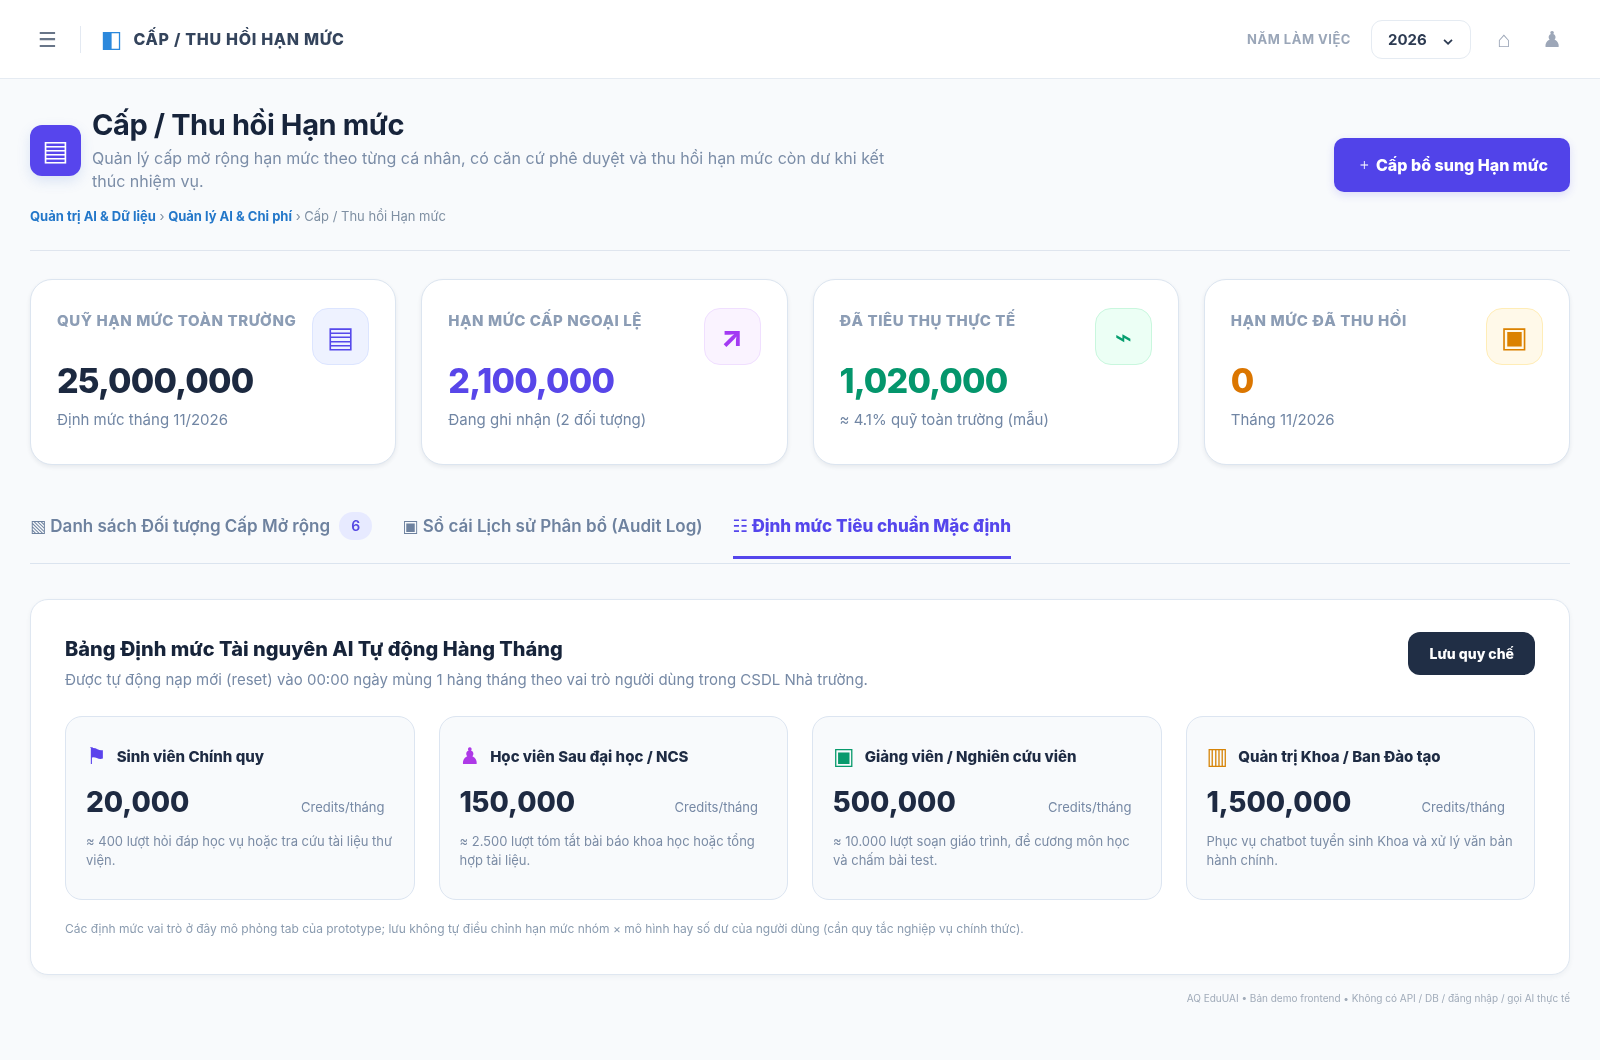 CẤP / THU HỒI HẠN MỨC
NĂM LÀM VIỆC
2026
Cấp / Thu hồi Hạn mức
Quản lý cấp mở rộng hạn mức theo từng cá nhân, có căn cứ phê duyệt và thu hồi hạn mức còn dư khi kết
thúc nhiệm vụ.
+ Cấp bổ sung Hạn mức
Quản trị AI & Dữ liệu › Quản lý AI & Chi phí › Cấp / Thu hồi Hạn mức
QUỸ HẠN MỨC TOÀN TRƯỜNG
25,000,000
Định mức tháng 11/2026
HẠN MỨC CẤP NGOẠI LỆ
2,100,000
Đang ghi nhận (2 đối tượng)
ĐÃ TIÊU THỤ THỰC TẾ
1,020,000
≈ 4.1% quỹ toàn trường (mẫu)
HẠN MỨC ĐÃ THU HỒI
0
Tháng 11/2026
Danh sách Đối tượng Cấp Mở rộng 6
Sổ cái Lịch sử Phân bổ (Audit Log)
Định mức Tiêu chuẩn Mặc định
Bảng Định mức Tài nguyên AI Tự động Hàng Tháng
Được tự động nạp mới (reset) vào 00:00 ngày mùng 1 hàng tháng theo vai trò người dùng trong CSDL Nhà trường.
Lưu quy chế
Sinh viên Chính quy
20,000 Credits/tháng
≈ 400 lượt hỏi đáp học vụ hoặc tra cứu tài liệu thư
viện.
Học viên Sau đại học / NCS
150,000 Credits/tháng
≈ 2.500 lượt tóm tắt bài báo khoa học hoặc tổng
hợp tài liệu.
Giảng viên / Nghiên cứu viên
500,000 Credits/tháng
≈ 10.000 lượt soạn giáo trình, đề cương môn học
và chấm bài test.
Quản trị Khoa / Ban Đào tạo
1,500,000 Credits/tháng
Phục vụ chatbot tuyển sinh Khoa và xử lý văn bản
hành chính.
Các định mức vai trò ở đây mô phỏng tab của prototype; lưu không tự điều chỉnh hạn mức nhóm × mô hình hay số dư của người dùng (cần quy tắc nghiệp vụ chính thức).
AQ EduUAI • Bản demo frontend • Không có API / DB / đăng nhập / gọi AI thực tế